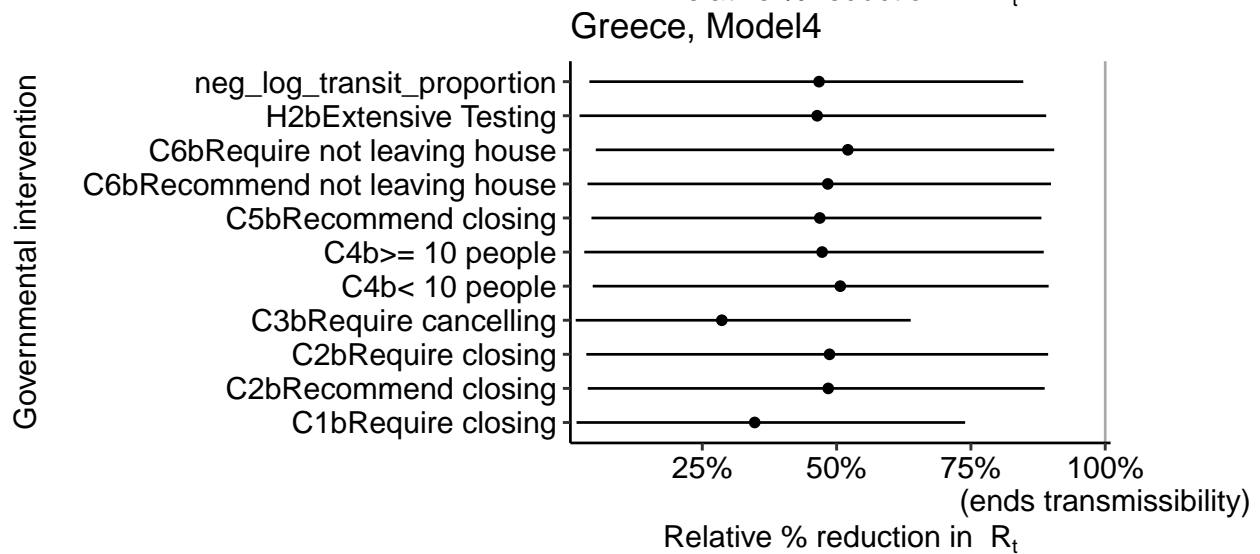 Greece, Model4
Governmental intervention
neg_log_transit_proportion
H2bExtensive Testing
C6bRequire not leaving house
C6bRecommend not leaving house
C5bRecommend closing
C4b>= 10 people
C4b< 10 people
C3bRequire cancelling
C2bRequire closing
C2bRecommend closing
C1bRequire closing
25% 50% 75% 100%
(ends transmissibility)
Relative % reduction in Rt